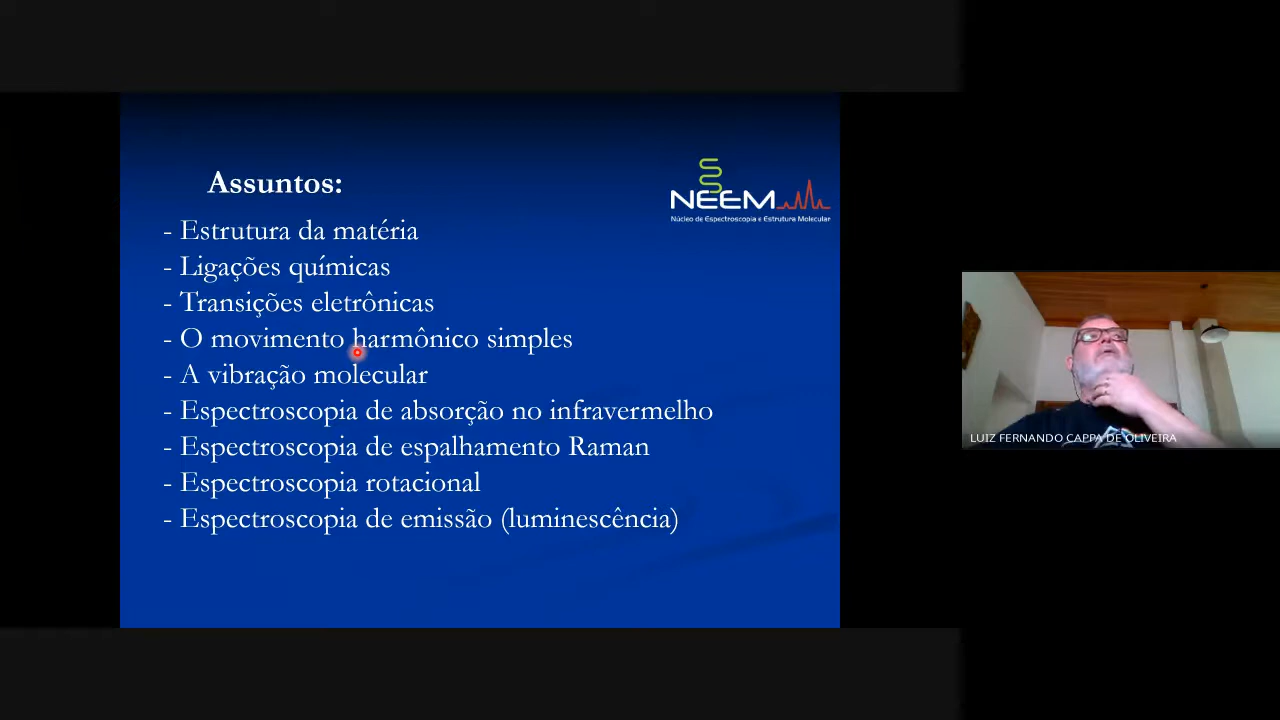 Assuntos:
NEEM
Núcleo de Espectroscopia e Estrutura Molecular
- Estrutura da matéria
- Ligações químicas
- Transições eletrônicas
- O movimento harmônico simples
- A vibração molecular
- Espectroscopia de absorção no infravermelho
- Espectroscopia de espalhamento Raman
- Espectroscopia rotacional
- Espectroscopia de emissão (luminescência)
LUIZ FERNANDO CAPPA DE OLIVEIRA